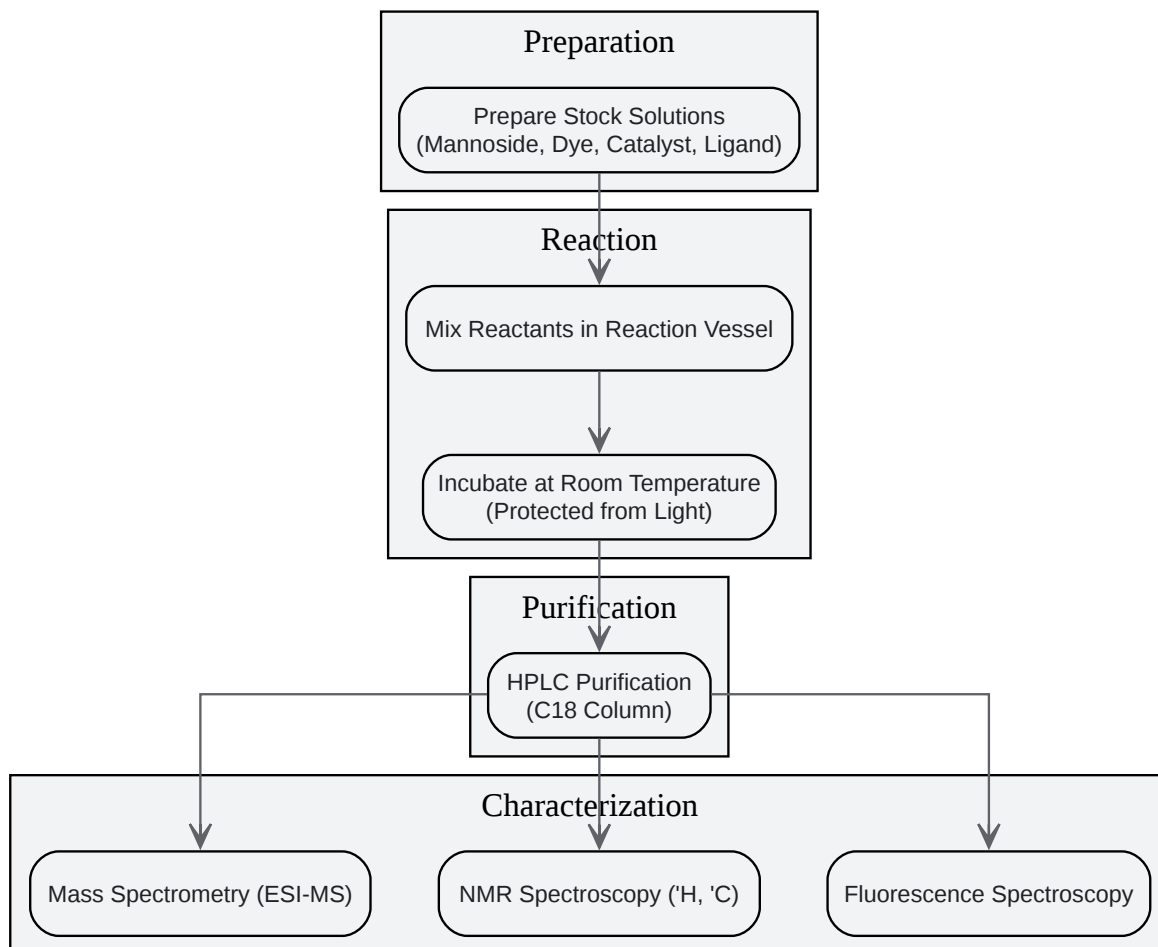 Preparation
Prepare Stock Solutions
(Mannoside, Dye, Catalyst, Ligand)
Reaction
Mix Reactants in Reaction Vessel
Incubate at Room Temperature
(Protected from Light)
Purification
HPLC Purification
(C18 Column)
Characterization
Mass Spectrometry (ESI-MS)
NMR Spectroscopy ('H, 'C)
Fluorescence Spectroscopy